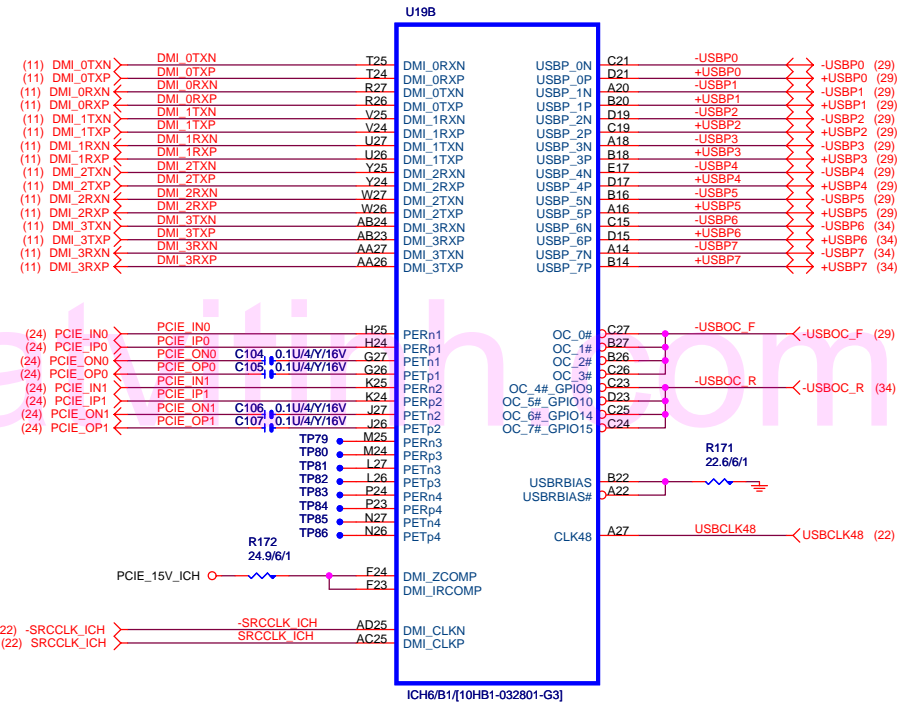 U19B
(11) DMI_0TXN DMI_0TXN T25 DMI_0RXN USBP_0N C21 -USBP0 -USBP0 (29)
(11) DMI_0TXP DMI_0TXP T24 DMI_0RXP USBP_0P D21 +USBP0 +USBP0 (29)
(11) DMI_0RXN DMI_0RXN R27 DMI_0TXN USBP_1N A20 -USBP1 -USBP1 (29)
(11) DMI_0RXP DMI_0RXP R26 DMI_0TXP USBP_1P B20 +USBP1 +USBP1 (29)
(11) DMI_1TXN DMI_1TXN V25 DMI_1RXN USBP_2N D19 -USBP2 -USBP2 (29)
(11) DMI_1TXP DMI_1TXP V24 DMI_1RXP USBP_2P C19 +USBP2 +USBP2 (29)
(11) DMI_1RXN DMI_1RXN U27 DMI_1TXN USBP_3N A18 -USBP3 -USBP3 (29)
(11) DMI_1RXP DMI_1RXP U26 DMI_1TXP USBP_3P B18 +USBP3 +USBP3 (29)
(11) DMI_2TXN DMI_2TXN Y25 DMI_2RXN USBP_4N E17 -USBP4 -USBP4 (29)
(11) DMI_2TXP DMI_2TXP Y24 DMI_2RXP USBP_4P D17 +USBP4 +USBP4 (29)
(11) DMI_2RXN DMI_2RXN W27 DMI_2TXN USBP_5N B16 -USBP5 -USBP5 (29)
(11) DMI_2RXP DMI_2RXP W26 DMI_2TXP USBP_5P A16 +USBP5 +USBP5 (29)
(11) DMI_3TXN DMI_3TXN AB24 DMI_3RXN USBP_6N C15 -USBP6 -USBP6 (34)
(11) DMI_3TXP DMI_3TXP AB23 DMI_3RXP USBP_6P D15 +USBP6 +USBP6 (34)
(11) DMI_3RXN DMI_3RXN AA27 DMI_3TXN USBP_7N A14 -USBP7 -USBP7 (34)
(11) DMI_3RXP DMI_3RXP AA26 DMI_3TXP USBP_7P B14 +USBP7 +USBP7 (34)
(24) PCIE_IN0 PCIE_IN0 H25 PERn1 OC_0# C27 -USBOC_F -USBOC_F (29)
(24) PCIE_IP0 PCIE_IP0 H24 PERp1 OC_1# B27
(24) PCIE_ON0 PCIE_ON0 C104 0.1U/4/Y/16V G27 PETn1 OC_2# B26
(24) PCIE_OP0 PCIE_OP0 C105 0.1U/4/Y/16V G26 PETp1 OC_3# C26
(24) PCIE_IN1 PCIE_IN1 K25 PERn2 OC_4#_GPIO9 C23 -USBOC_R -USBOC_R (34)
(24) PCIE_IP1 PCIE_IP1 K24 PERp2 OC_5#_GPIO10 D23
(24) PCIE_ON1 PCIE_ON1 C106 0.1U/4/Y/16V J27 PETn2 OC_6#_GPIO14 C25
(24) PCIE_OP1 PCIE_OP1 C107 0.1U/4/Y/16V J26 PETp2 OC_7#_GPIO15 C24
TP79 M25 PERn3
TP80 M24 PERp3
TP81 L27 PETn3
TP82 L26 PETp3 USBRBIAS B22 R171 22.6/6/1
TP83 P24 PERn4 USBRBIAS# A22
TP84 P23 PERp4
TP85 N27 PETn4
TP86 N26 PETp4 CLK48 A27 USBCLK48 USBCLK48 (22)
R172
24.9/6/1
PCIE_15V_ICH F24 DMI_ZCOMP
F23 DMI_IRCOMP
22) -SRCCLK_ICH -SRCCLK_ICH AD25 DMI_CLKN
(22) SRCCLK_ICH SRCCLK_ICH AC25 DMI_CLKP
ICH6/B1/[10HB1-032801-G3]
atvitinh.com